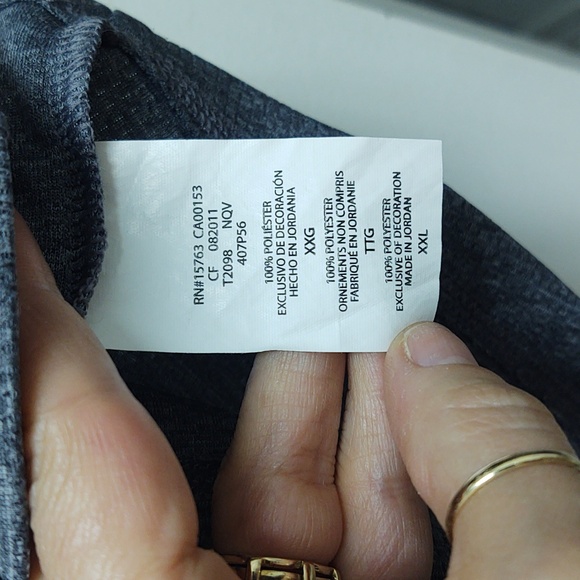 100% POLYESTER
EXCLUSIVE OF DECORATION
MADE IN JORDAN
XXL
100% POLYESTER
ORNEMENTS NON COMPRIS
FABRIQUÉ EN JORDANIE
TTG
100% POLIÉSTER
EXCLUSIVO DE DECORACIÓN
HECHO EN JORDANIA
XXG
RN#15763 CA00153
CF 082011
T2098 NQV
407P56